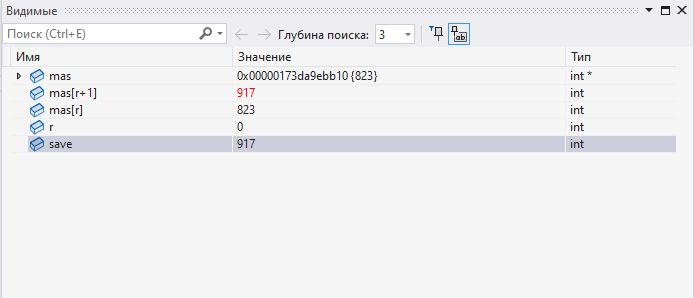 Видимые
Поиск (Ctrl+E) Глубина поиска: 3
Имя Значение Тип
mas 0x00000173da9ebb10 {823} int *
mas[r+1] 917 int
mas[r] 823 int
r 0 int
save 917 int